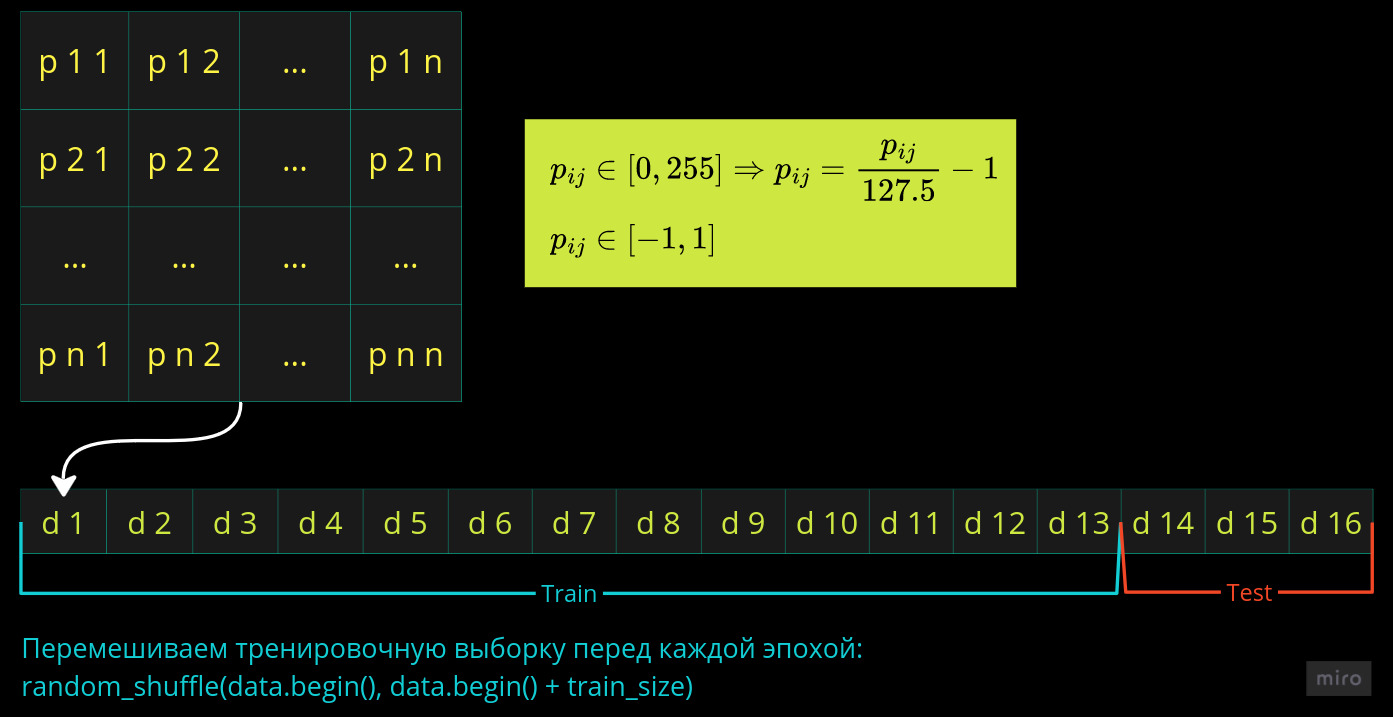 p 1 1 p 1 2 ... p 1 n
p 2 1 p 2 2 ... p 2 n
... ... ... ...
p n 1 p n 2 ... p n n
p_{ij} ∈ [0, 255] ⇒ p_{ij} = \frac{p_{ij}}{127.5} − 1
p_{ij} ∈ [−1, 1]
d 1 d 2 d 3 d 4 d 5 d 6 d 7 d 8 d 9 d 10 d 11 d 12 d 13 d 14 d 15 d 16
Train Test
Перемешиваем тренировочную выборку перед каждой эпохой:
random_shuffle(data.begin(), data.begin() + train_size)
miro